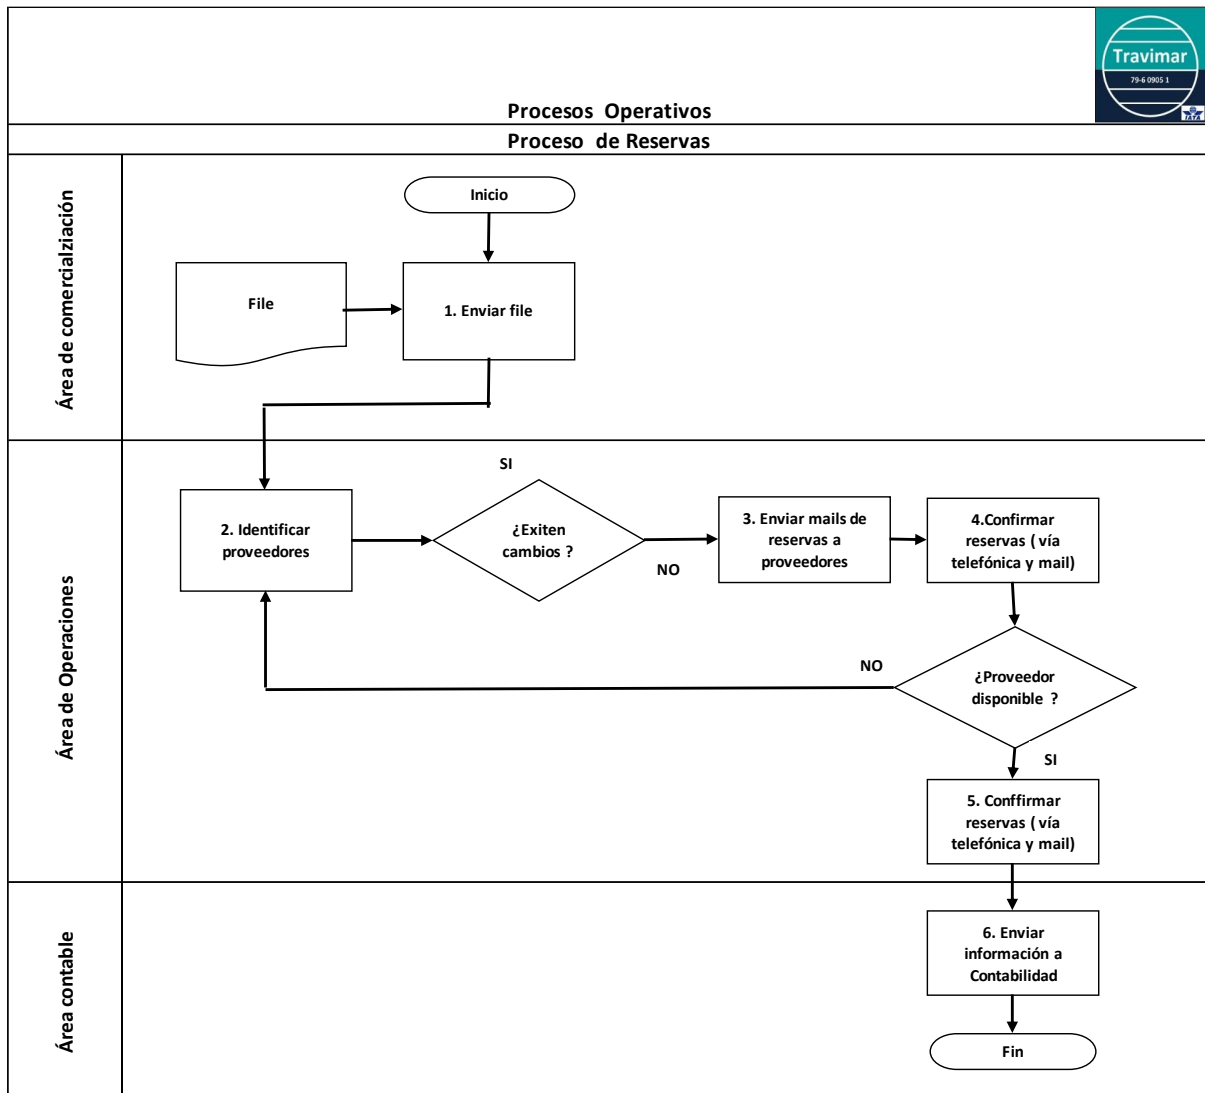 Travimar
79-6 0905 1
IATA
Procesos Operativos
Proceso de Reservas
Área de comercialziación
Inicio
File
1. Enviar file
Área de Operaciones
SI
2. Identificar
proveedores
¿Exiten
cambios ?
NO
3. Enviar mails de
reservas a
proveedores
4.Confirmar
reservas ( vía
telefónica y mail)
NO
¿Proveedor
disponible ?
SI
5. Conffirmar
reservas ( vía
telefónica y mail)
Área contable
6. Enviar
información a
Contabilidad
Fin